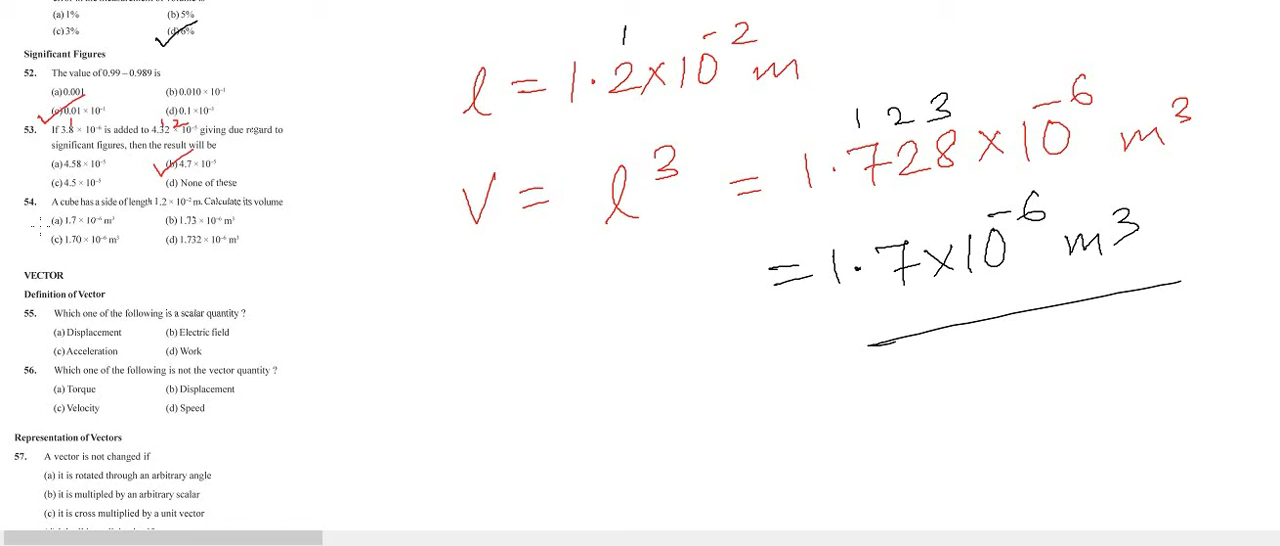 (a) 1% (b) 5%
(c) 3% (d) 6%
Significant Figures
52. The value of 0.99 – 0.989 is
(a) 0.001 (b) 0.010 × 10⁻¹
(c) 0.01 × 10⁻¹ (d) 0.1 × 10⁻³
53. If 3.8 × 10⁻⁶ is added to 4.32 × 10⁻⁵ giving due regard to
significant figures, then the result will be
(a) 4.58 × 10⁻⁵ (b) 4.7 × 10⁻⁵
(c) 4.5 × 10⁻⁵ (d) None of these
54. A cube has a side of length 1.2 × 10⁻² m. Calculate its volume
(a) 1.7 × 10⁻⁶ m³ (b) 1.73 × 10⁻⁶ m³
(c) 1.70 × 10⁻⁶ m³ (d) 1.732 × 10⁻⁶ m³
VECTOR
Definition of Vector
55. Which one of the following is a scalar quantity ?
(a) Displacement (b) Electric field
(c) Acceleration (d) Work
56. Which one of the following is not the vector quantity ?
(a) Torque (b) Displacement
(c) Velocity (d) Speed
Representation of Vectors
57. A vector is not changed if
(a) it is rotated through an arbitrary angle
(b) it is multipled by an arbitrary scalar
(c) it is cross multiplied by a unit vector
1
l = 1.2 × 10⁻² m
1 2 3
V = l³ = 1.728 × 10⁻⁶ m³
= 1.7 × 10⁻⁶ m³